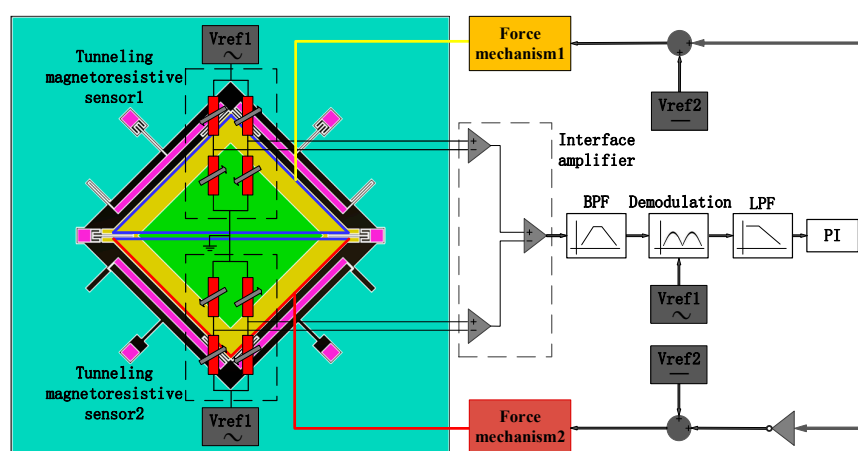 Vref1
Tunneling
magnetoresistive
sensor1
Force
mechanism1
+
+
Vref2
Interface
amplifier
+
−
+
−
BPF
Demodulation
LPF
PI
Vref1
+
−
Tunneling
magnetoresistive
sensor2
Vref1
Force
mechanism2
Vref2
+
+